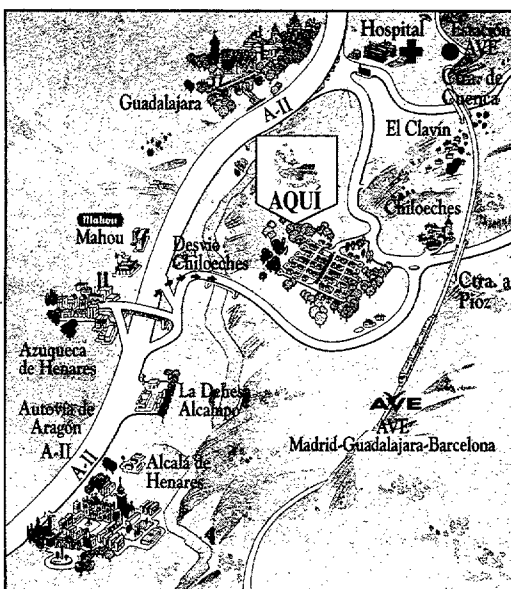 Hospital
Estación
AVE
Ctra. de
Cuenca
Guadalajara
A-II
El Clavín
AQUÍ
Chiloeches
Mahou
Mahou
Desvío
Chiloeches
Ctra. a
Pioz
Azuqueca
de Henares
La Dehesa
Alcampo
Autovía de
Aragón
A-II
A-II
AVE
AVE
Madrid-Guadalajara-Barcelona
Alcalá de
Henares